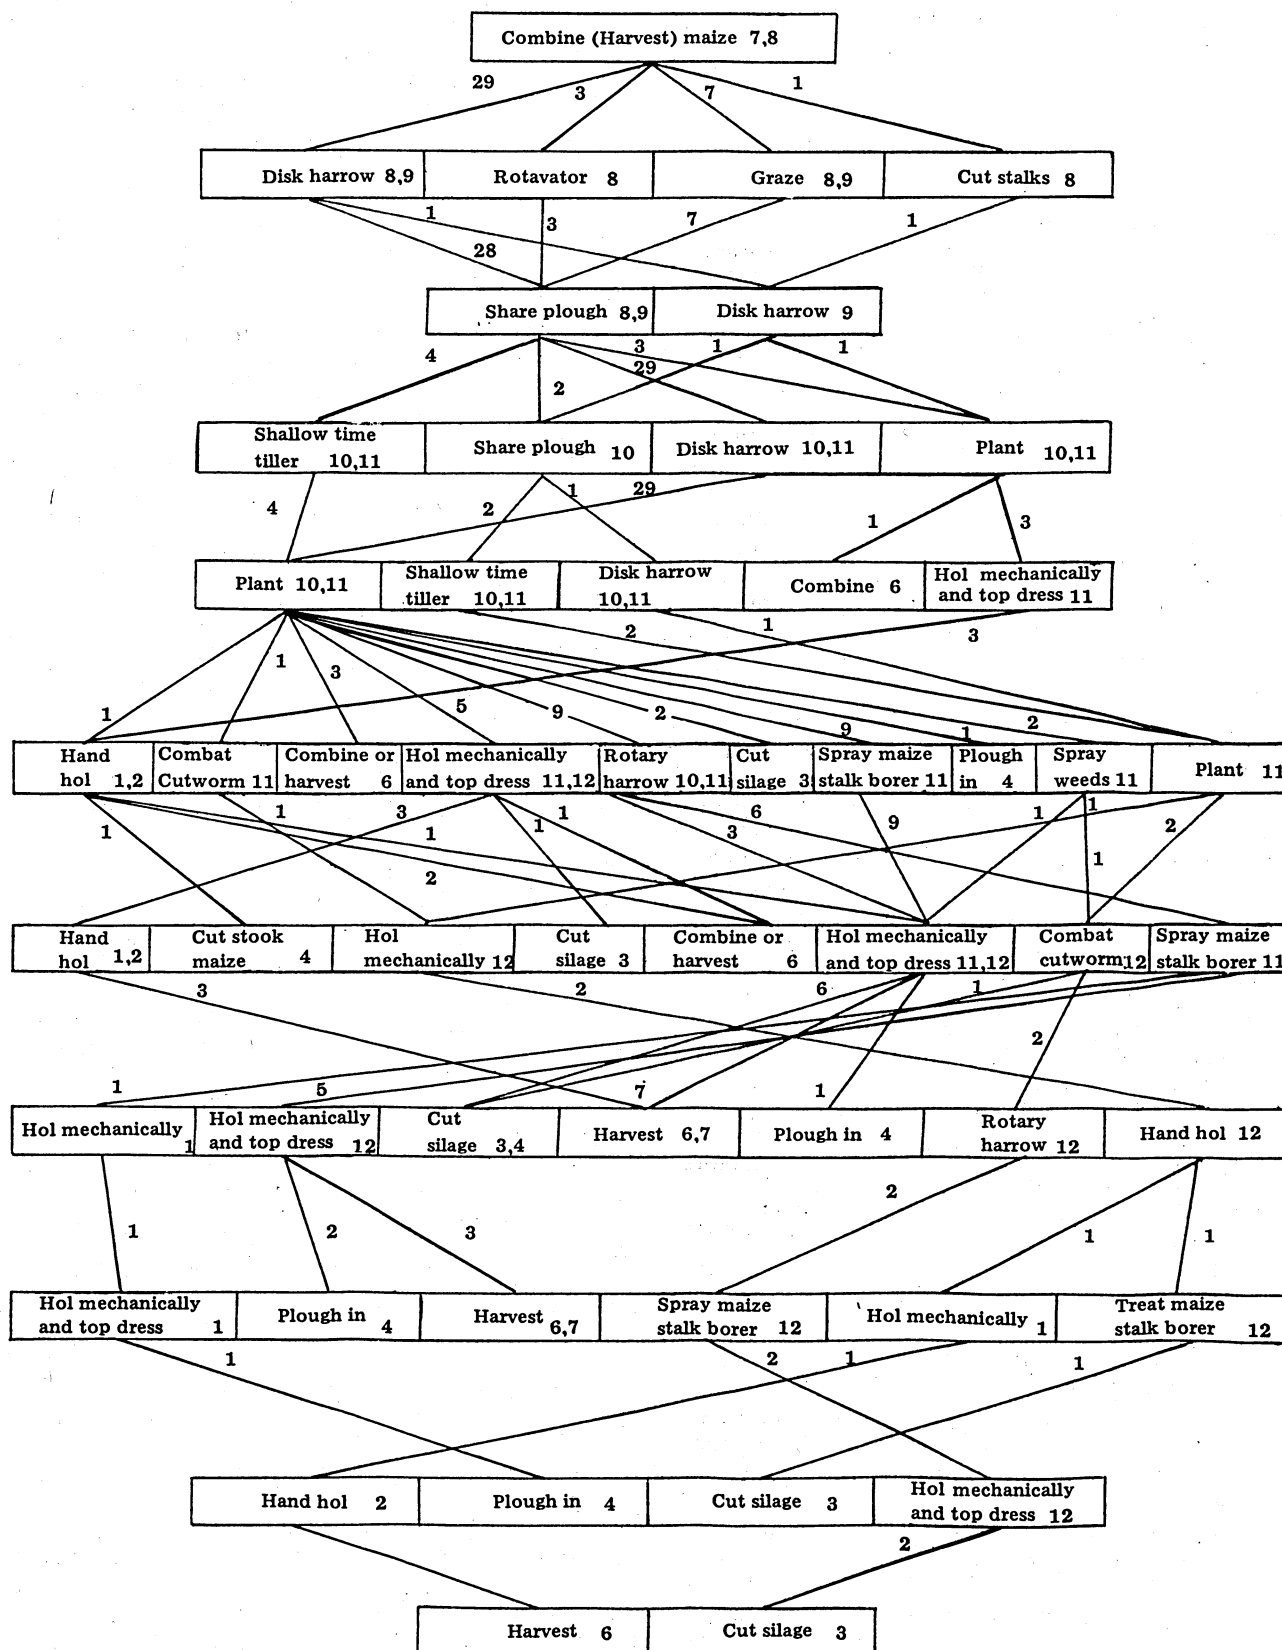 Combine (Harvest) maize 7,8
29 3 7 1
Disk harrow 8,9
Rotavator 8
Graze 8,9
Cut stalks 8
1 3 7 1
28
Share plough 8,9
Disk harrow 9
4 3 1 1
29
2
Shallow time
tiller 10,11
Share plough 10
Disk harrow 10,11
Plant 10,11
4 2 1 29 1 3
Plant 10,11
Shallow time
tiller 10,11
Disk harrow
10,11
Combine 6
Hol mechanically
and top dress 11
2 1 3
1 3
1 5 9 2 9 1 2
Hand
hol 1,2
Combat
Cutworm 11
Combine or
harvest 6
Hol mechanically
and top dress 11,12
Rotary
harrow 10,11
Cut
silage 3
Spray maize
stalk borer 11
Plough
in 4
Spray
weeds 11
Plant 11
1 3 1 6 1 1
1 1 1 3 9 2
2 1
Hand
hol 1,2
Cut stook
maize 4
Hol
mechanically 12
Cut
silage 3
Combine or
harvest 6
Hol mechanically
and top dress 11,12
Combat
cutworm 12
Spray maize
stalk borer 11
3 2 6 1
2
1 5 7 1
Hol mechanically 1
Hol mechanically
and top dress 12
Cut
silage 3,4
Harvest 6,7
Plough in 4
Rotary
harrow 12
Hand hol 12
2
1 2 3 1 1
Hol mechanically
and top dress 1
Plough in 4
Harvest 6,7
Spray maize
stalk borer 12
Hol mechanically 1
Treat maize
stalk borer 12
1 2 1 1
Hand hol 2
Plough in 4
Cut silage 3
Hol mechanically
and top dress 12
2
Harvest 6
Cut silage 3